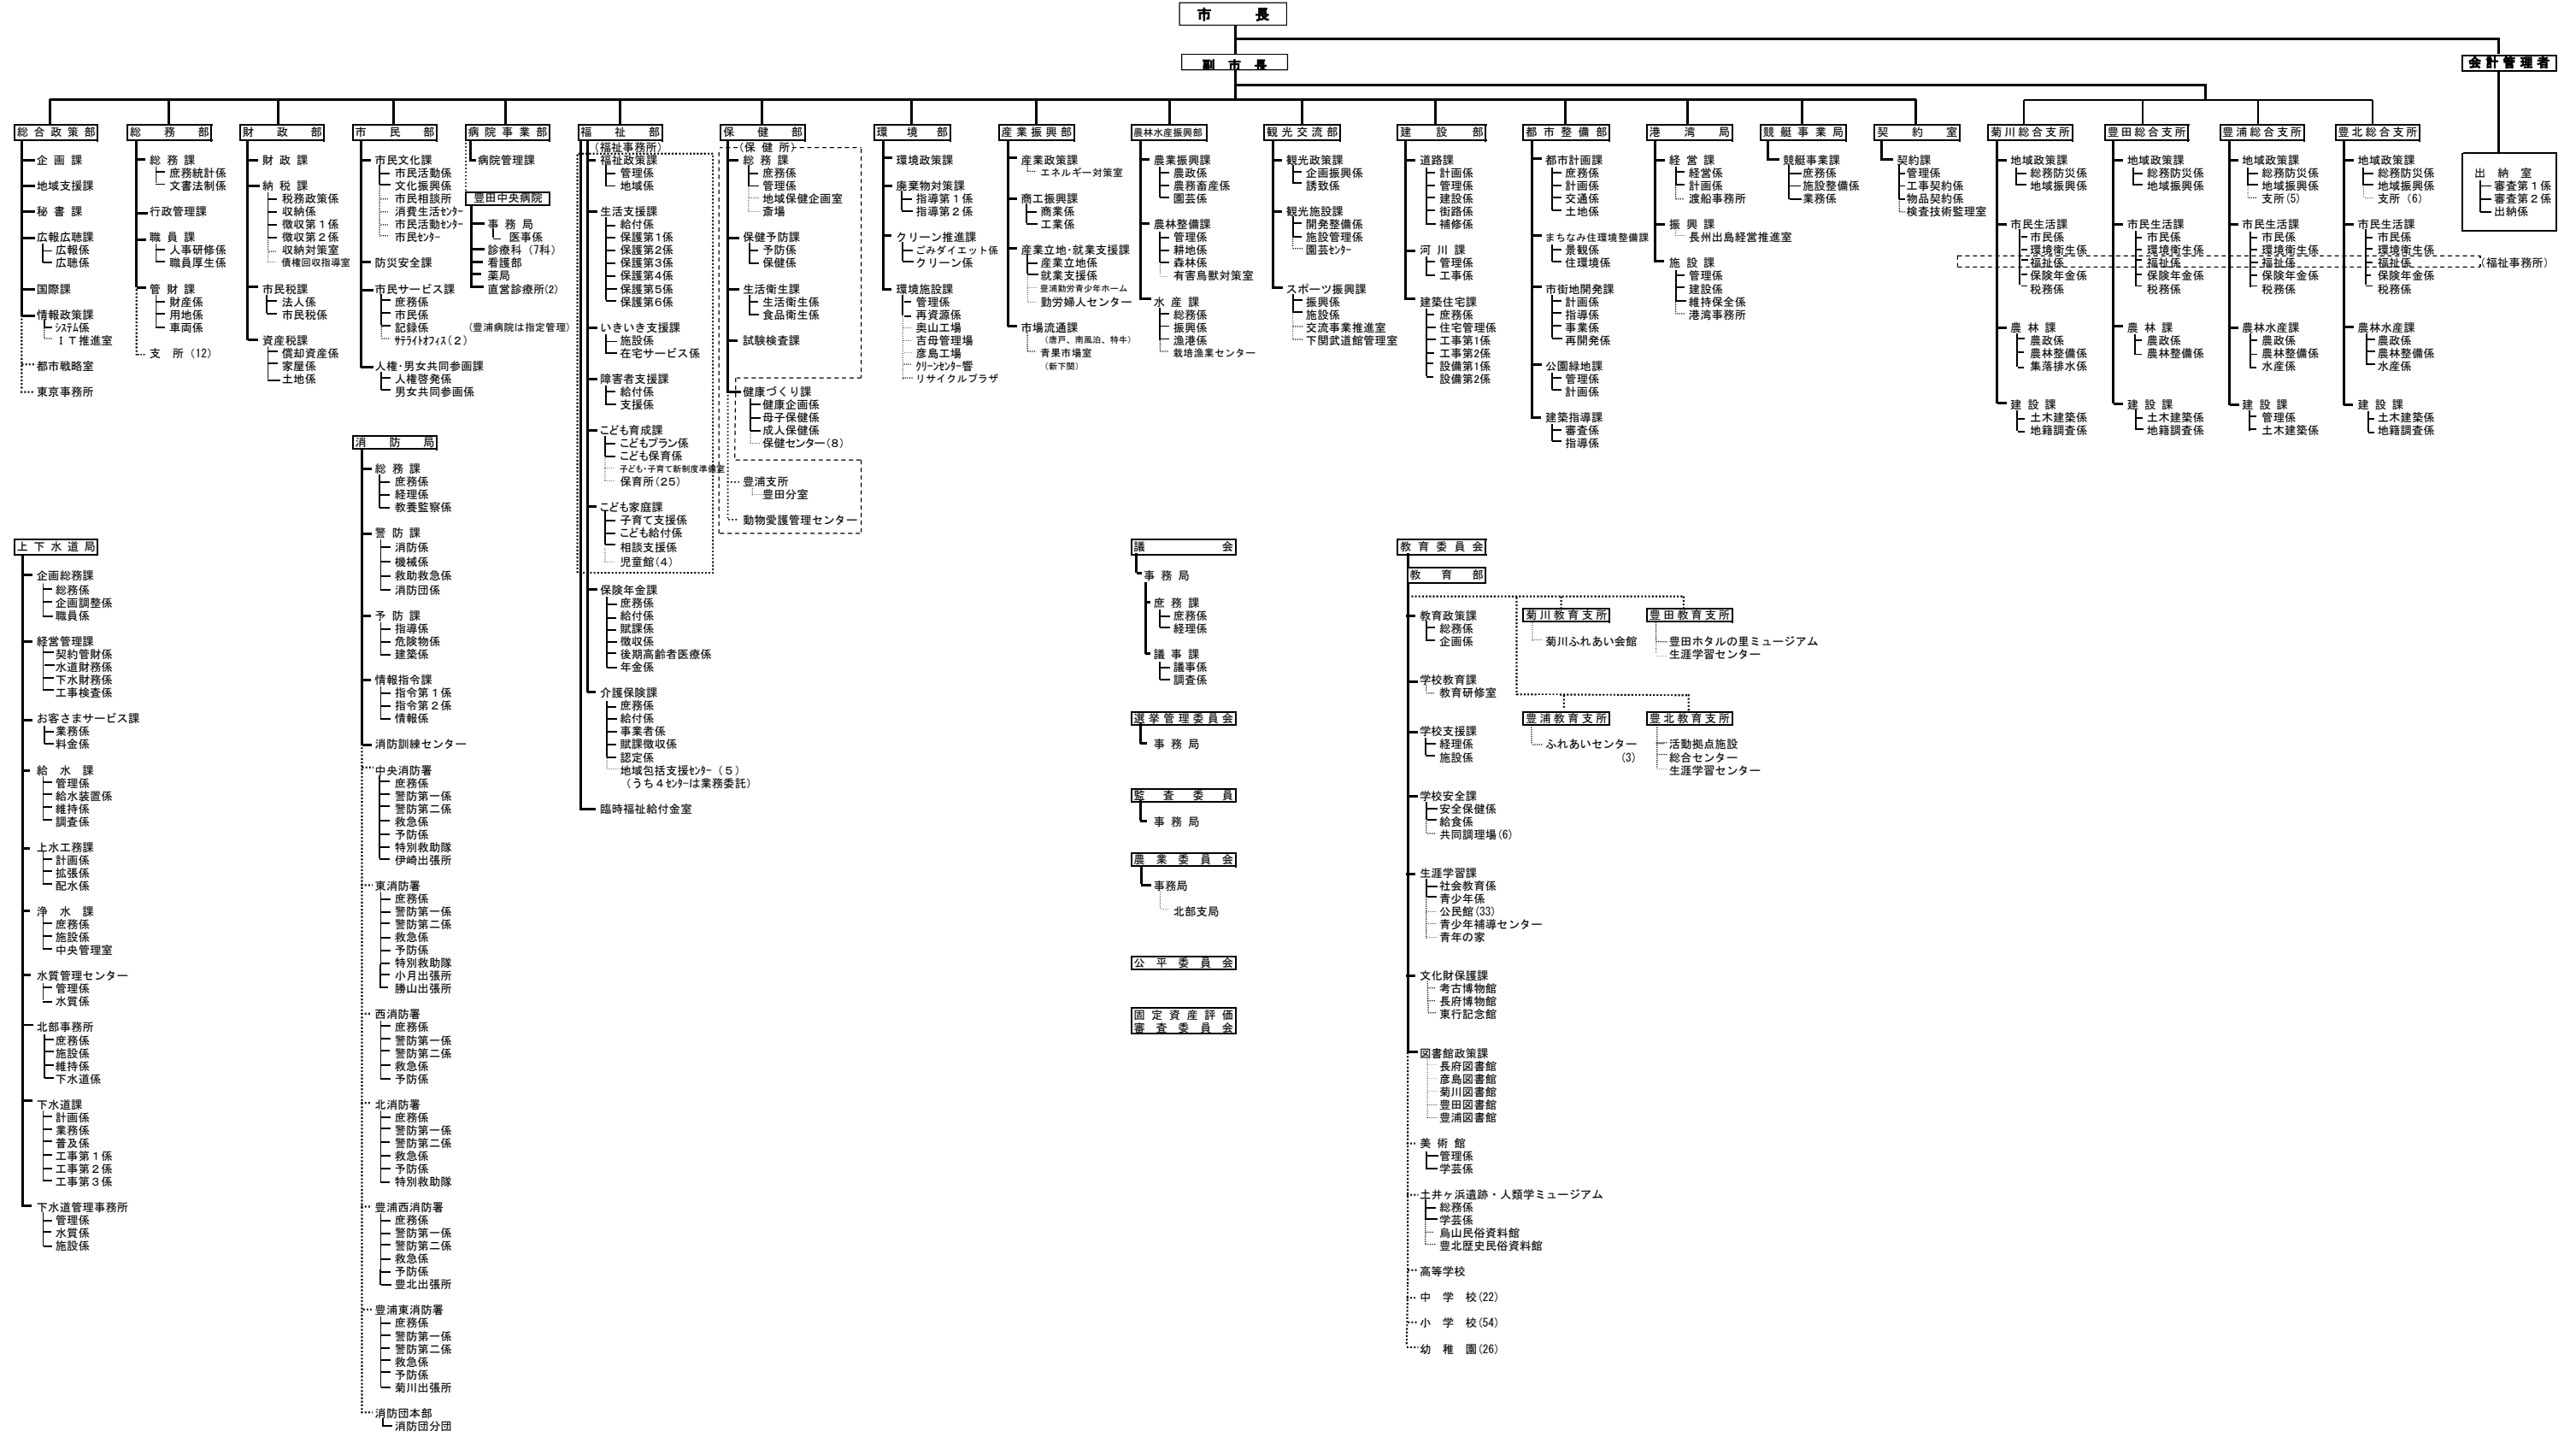 市長
副市長
会計管理者
総合政策部
企画課
地域支援課
秘書課
広報広聴課
広報係
広聴係
国際課
情報政策課
ｼｽﾃﾑ係
ＩＴ推進室
都市戦略室
東京事務所
総務部
総務課
庶務統計係
文書法制係
行政管理課
職員課
人事研修係
職員厚生係
管財課
財産係
用地係
車両係
支所（12）
財政部
財政課
納税課
税務政策係
収納係
徴収第１係
徴収第２係
収納対策室
債権回収指導室
市民税課
法人係
市民税係
資産税課
償却資産係
家屋係
土地係
市民部
市民文化課
市民活動係
文化振興係
市民相談所
消費生活ｾﾝﾀｰ
市民活動ｾﾝﾀｰ
市民ｾﾝﾀｰ
防災安全課
市民サービス課
庶務係
市民係
記録係
ｻﾃﾗｲﾄｵﾌｨｽ(２)
人権・男女共同参画課
人権啓発係
男女共同参画係
病院事業部
病院管理課
豊田中央病院
事務局
医事係
診療科（7科）
看護部
薬局
直営診療所(2)
(豊浦病院は指定管理)
福祉部
(福祉事務所)
福祉政策課
管理係
地域係
生活支援課
給付係
保護第1係
保護第2係
保護第3係
保護第4係
保護第5係
保護第6係
いきいき支援課
施設係
在宅サービス係
障害者支援課
給付係
支援係
こども育成課
こどもプラン係
こども保育係
子ども・子育て新制度準備室
保育所(25)
こども家庭課
子育て支援係
こども給付係
相談支援係
児童館(4)
保険年金課
庶務係
給付係
賦課係
徴収係
後期高齢者医療係
年金係
介護保険課
庶務係
給付係
事業者係
賦課徴収係
認定係
地域包括支援ｾﾝﾀｰ（５）
（うち４ｾﾝﾀｰは業務委託）
臨時福祉給付金室
保健部
(保健所)
総務課
庶務係
管理係
地域保健企画室
斎場
保健予防課
予防係
保健係
生活衛生課
生活衛生係
食品衛生係
試験検査課
健康づくり課
健康企画係
母子保健係
成人保健係
保健センター(8)
豊浦支所
豊田分室
動物愛護管理センター
環境部
環境政策課
廃棄物対策課
指導第１係
指導第２係
クリーン推進課
ごみダイエット係
クリーン係
環境施設課
管理係
再資源係
奥山工場
吉母管理場
彦島工場
ｸﾘｰﾝｾﾝﾀｰ響
リサイクルプラザ
産業振興部
産業政策課
エネルギー対策室
商工振興課
商業係
工業係
産業立地・就業支援課
産業立地係
就業支援係
豊浦勤労青少年ホーム
勤労婦人センター
市場流通課
（唐戸、南風泊、特牛）
青果市場室
（新下関）
農林水産振興部
農業振興課
農政係
農務畜産係
園芸係
農林整備課
管理係
耕地係
森林係
有害鳥獣対策室
水産課
総務係
振興係
漁港係
栽培漁業センター
観光交流部
観光政策課
企画振興係
誘致係
観光施設課
開発整備係
施設管理係
園芸ｾﾝﾀｰ
スポーツ振興課
振興係
施設係
交流事業推進室
下関武道館管理室
建設部
道路課
計画係
管理係
建設係
街路係
補修係
河川課
管理係
工事係
建築住宅課
庶務係
住宅管理係
工事第1係
工事第2係
設備第1係
設備第2係
都市整備部
都市計画課
庶務係
計画係
交通係
土地係
まちなみ住環境整備課
景観係
住環境係
市街地開発課
計画係
指導係
事業係
再開発係
公園緑地課
管理係
計画係
建築指導課
審査係
指導係
港湾局
経営課
経営係
計画係
渡船事務所
振興課
長州出島経営推進室
施設課
管理係
建設係
維持保全係
港湾事務所
競艇事業局
競艇事業課
庶務係
施設整備係
業務係
契約室
契約課
管理係
工事契約係
物品契約係
検査技術監理室
菊川総合支所
地域政策課
総務防災係
地域振興係
市民生活課
市民係
環境衛生係
福祉係
保険年金係
税務係
農林課
農政係
農林整備係
集落排水係
建設課
土木建築係
地籍調査係
豊田総合支所
地域政策課
総務防災係
地域振興係
市民生活課
市民係
環境衛生係
福祉係
保険年金係
税務係
農林課
農政係
農林整備係
建設課
土木建築係
地籍調査係
豊浦総合支所
地域政策課
総務防災係
地域振興係
支所(5)
市民生活課
市民係
環境衛生係
福祉係
保険年金係
税務係
農林水産課
農政係
農林整備係
水産係
建設課
管理係
土木建築係
豊北総合支所
地域政策課
総務防災係
地域振興係
支所（6）
市民生活課
市民係
環境衛生係
福祉係
保険年金係
税務係
農林水産課
農政係
農林整備係
水産係
建設課
土木建築係
地籍調査係
(福祉事務所)
出納室
審査第１係
審査第２係
出納係
消防局
総務課
庶務係
経理係
教養監察係
警防課
消防係
機械係
救助救急係
消防団係
予防課
指導係
危険物係
建築係
情報指令課
指令第１係
指令第２係
情報係
消防訓練センター
中央消防署
庶務係
警防第一係
警防第二係
救急係
予防係
特別救助隊
伊崎出張所
東消防署
庶務係
警防第一係
警防第二係
救急係
予防係
特別救助隊
小月出張所
勝山出張所
西消防署
庶務係
警防第一係
警防第二係
救急係
予防係
北消防署
庶務係
警防第一係
警防第二係
救急係
予防係
特別救助隊
豊浦西消防署
庶務係
警防第一係
警防第二係
救急係
予防係
豊北出張所
豊浦東消防署
庶務係
警防第一係
警防第二係
救急係
予防係
菊川出張所
消防団本部
消防団分団
上下水道局
企画総務課
総務係
企画調整係
職員係
経営管理課
契約管財係
水道財務係
下水財務係
工事検査係
お客さまサービス課
業務係
料金係
給水課
管理係
給水装置係
維持係
調査係
上水工務課
計画係
拡張係
配水係
浄水課
庶務係
施設係
中央管理室
水質管理センター
管理係
水質係
北部事務所
庶務係
施設係
維持係
下水道係
下水道課
計画係
業務係
普及係
工事第１係
工事第２係
工事第３係
下水道管理事務所
管理係
水質係
施設係
議会
事務局
庶務課
庶務係
経理係
議事課
議事係
調査係
選挙管理委員会
事務局
監査委員
事務局
農業委員会
事務局
北部支局
公平委員会
固定資産評価
審査委員会
教育委員会
教育部
教育政策課
総務係
企画係
学校教育課
教育研修室
学校支援課
経理係
施設係
学校安全課
安全保健係
給食係
共同調理場(6)
生涯学習課
社会教育係
青少年係
公民館(33)
青少年補導センター
青年の家
文化財保護課
考古博物館
長府博物館
東行記念館
図書館政策課
長府図書館
彦島図書館
菊川図書館
豊田図書館
豊浦図書館
美術館
管理係
学芸係
土井ヶ浜遺跡・人類学ミュージアム
総務係
学芸係
烏山民俗資料館
豊北歴史民俗資料館
高等学校
中学校(22)
小学校(54)
幼稚園(26)
菊川教育支所
菊川ふれあい会館
豊田教育支所
豊田ホタルの里ミュージアム
生涯学習センター
豊浦教育支所
ふれあいセンター
(3)
豊北教育支所
活動拠点施設
総合センター
生涯学習センター